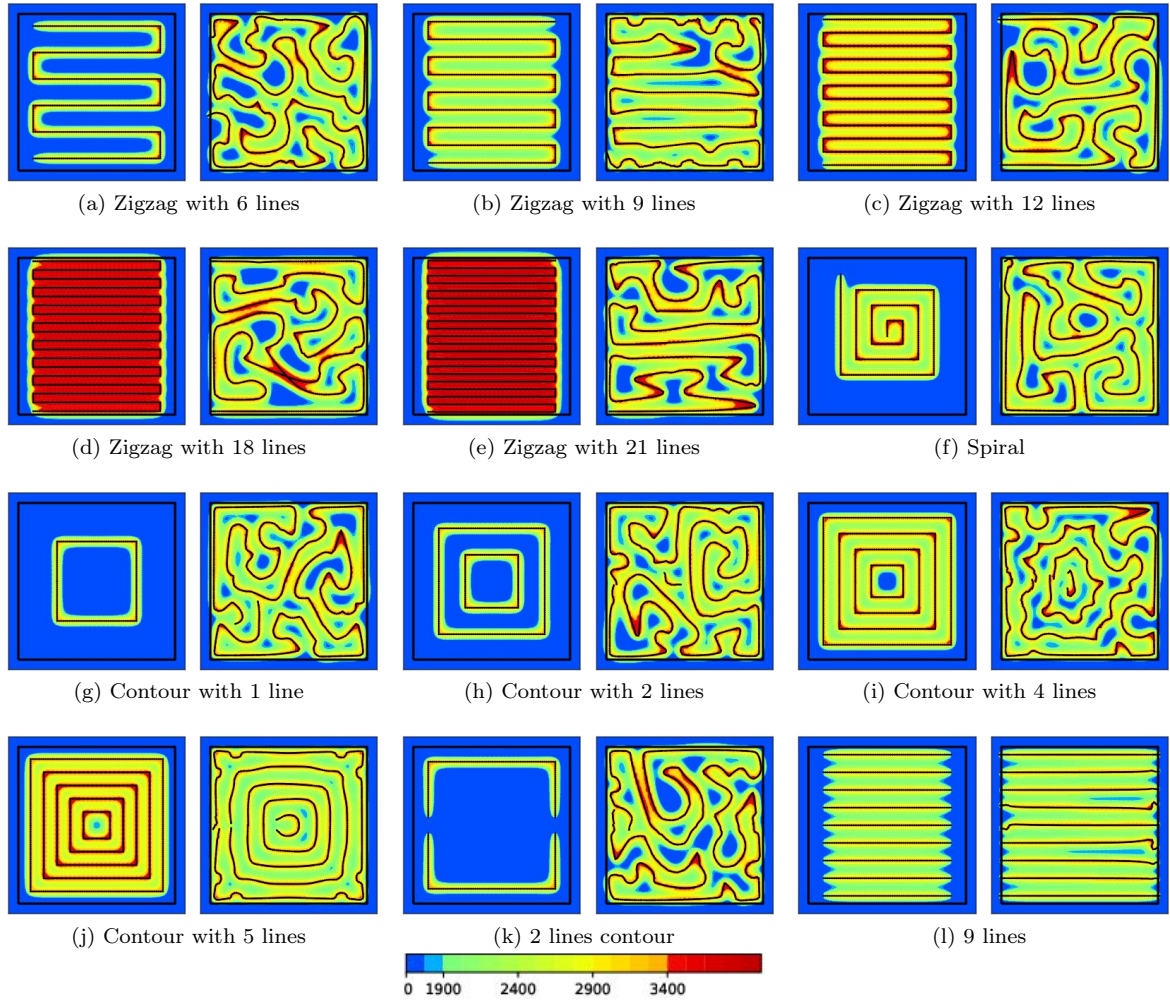 (a) Zigzag with 6 lines
(b) Zigzag with 9 lines
(c) Zigzag with 12 lines
(d) Zigzag with 18 lines
(e) Zigzag with 21 lines
(f) Spiral
(g) Contour with 1 line
(h) Contour with 2 lines
(i) Contour with 4 lines
(j) Contour with 5 lines
(k) 2 lines contour
(l) 9 lines
0 1900 2400 2900 3400